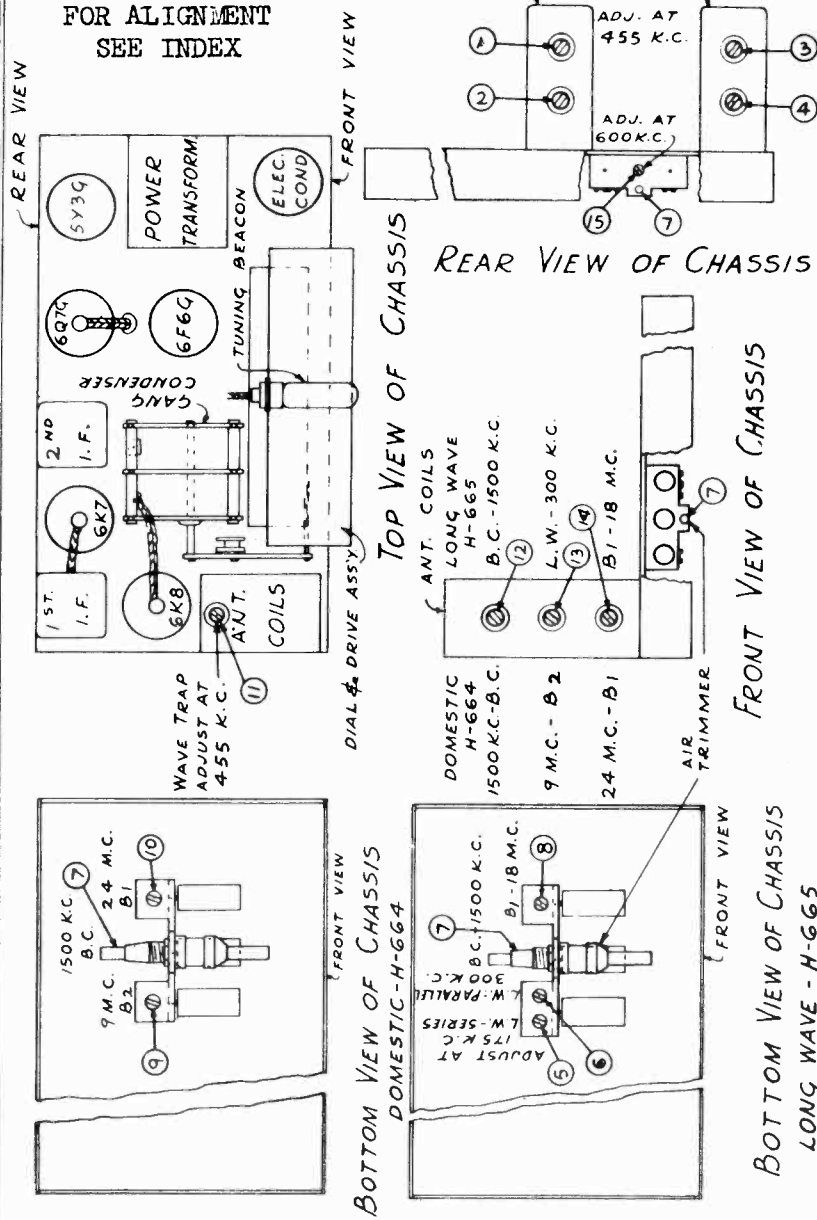 FOR ALIGNMENT
SEE INDEX
REAR VIEW
5Y3G
POWER
TRANSFORM.
ELEC.
COND
FRONT VIEW
6Q7G
6F6G
TUNING BEACON
GANG
CONDENSER
2 ND
I.F.
6K7
1 ST.
I.F.
6K8
ANT.
COILS
11
WAVE TRAP
ADJUST AT
455 K.C.
DIAL & DRIVE ASS'Y
TOP VIEW OF CHASSIS
ADJ. AT
455 K.C.
1
2
3
4
ADJ. AT
600 K.C.
15
7
REAR VIEW OF CHASSIS
ANT. COILS
LONG WAVE
H-665
B.C.-1500 K.C.
L.W.-300 K.C.
B1-18 M.C.
12
13
14
DOMESTIC
H-664
1500 K.C.-B.C.
9 M.C.-B2
24 M.C.-B1
7
AIR
TRIMMER
FRONT VIEW OF CHASSIS
1500 K.C.
B.C.
7
24 M.C.
B1
10
9 M.C.
B2
9
FRONT VIEW
BOTTOM VIEW OF CHASSIS
DOMESTIC-H-664
B.C.-1500 K.C.
7
B1-18 M.C.
8
L.W.-PARALLEL
300 K.C.
6
ADJUST AT
175 K.C
L.W.-SERIES
5
FRONT VIEW
BOTTOM VIEW OF CHASSIS
LONG WAVE - H-665